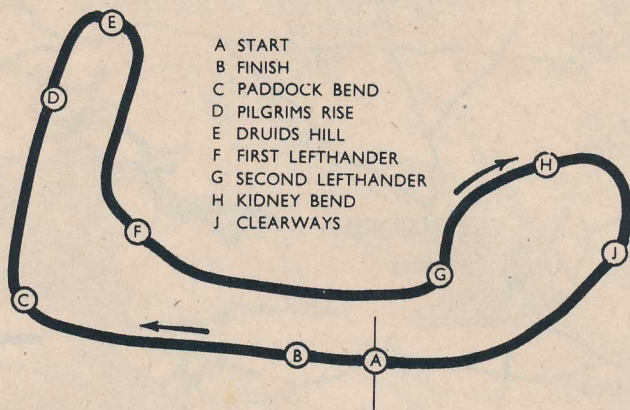 E
A START
B FINISH
C PADDOCK BEND
D PILGRIMS RISE
E DRUIDS HILL
F FIRST LEFTHANDER
G SECOND LEFTHANDER
H KIDNEY BEND
J CLEARWAYS
D
H
F
J
G
C
B
A